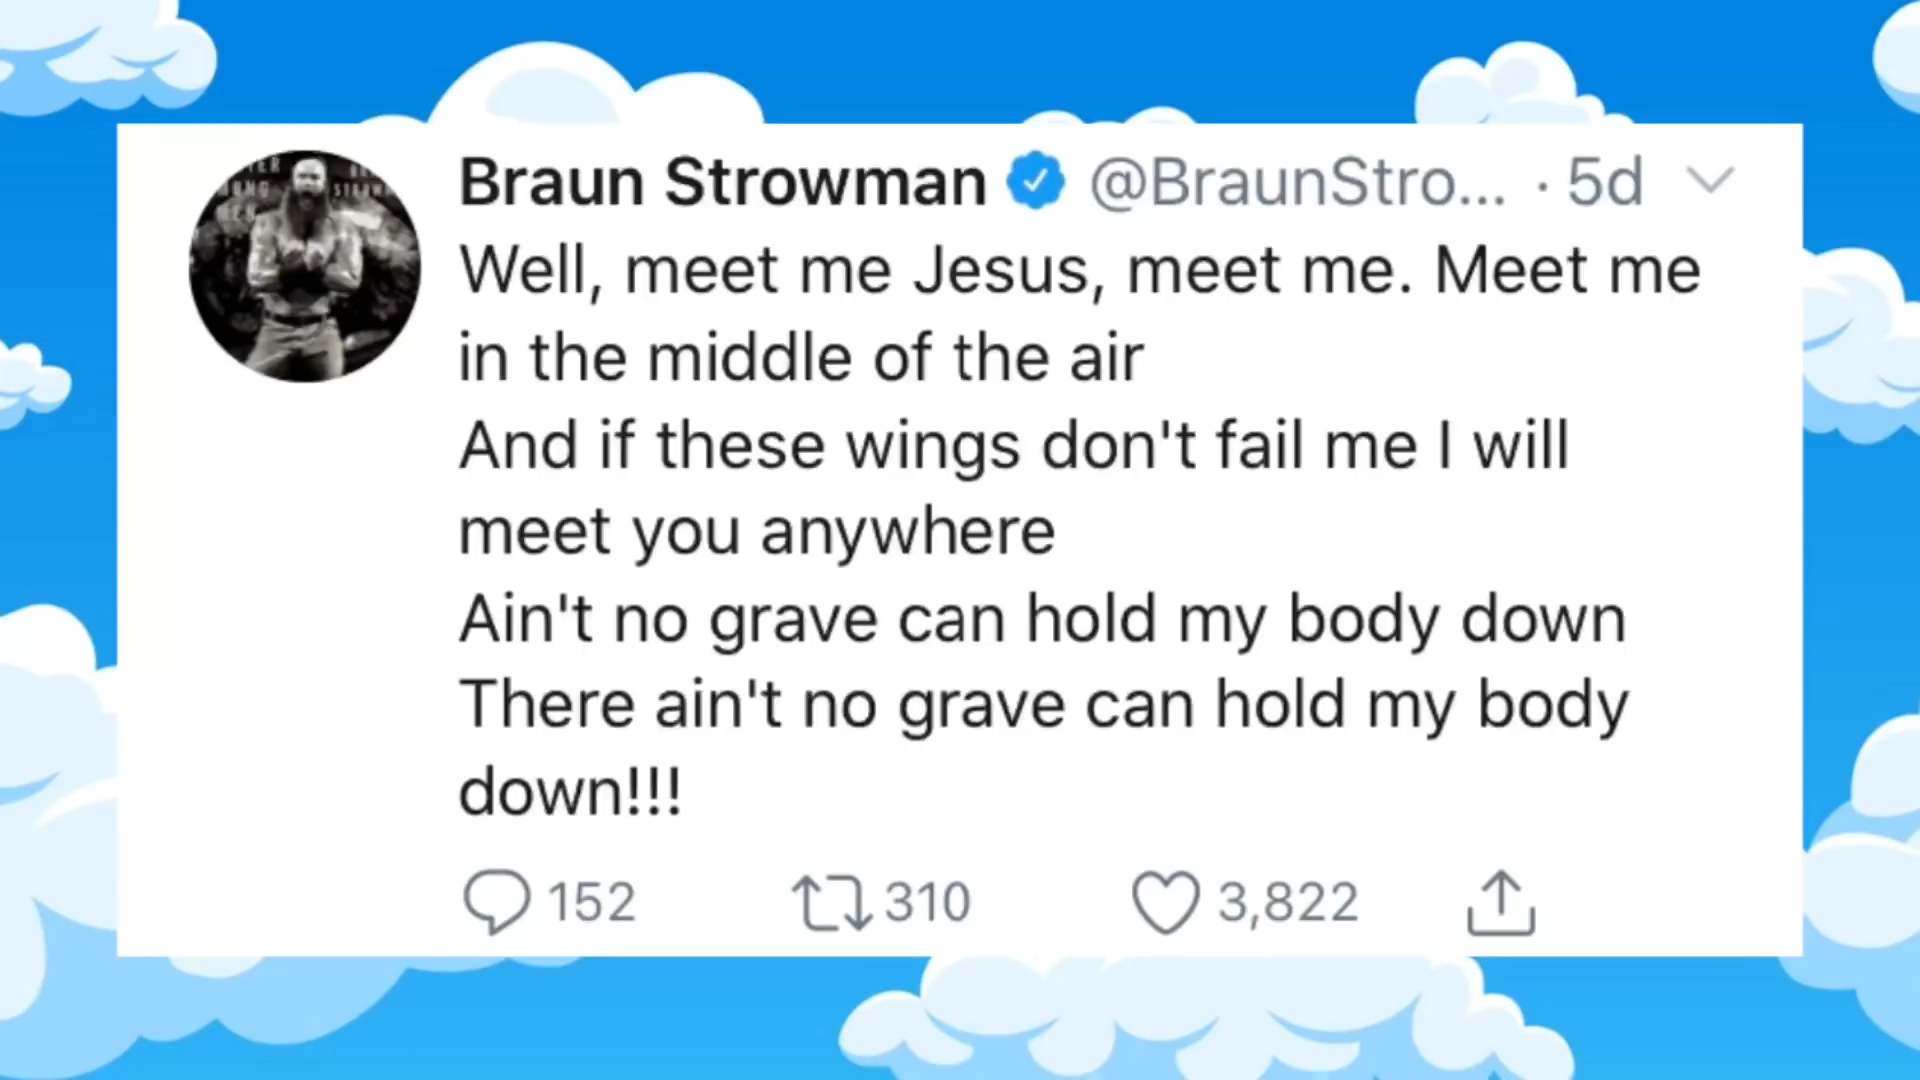 Braun Strowman @BraunStro... · 5d
Well, meet me Jesus, meet me. Meet me
in the middle of the air
And if these wings don't fail me I will
meet you anywhere
Ain't no grave can hold my body down
There ain't no grave can hold my body
down!!!
152 310 3,822